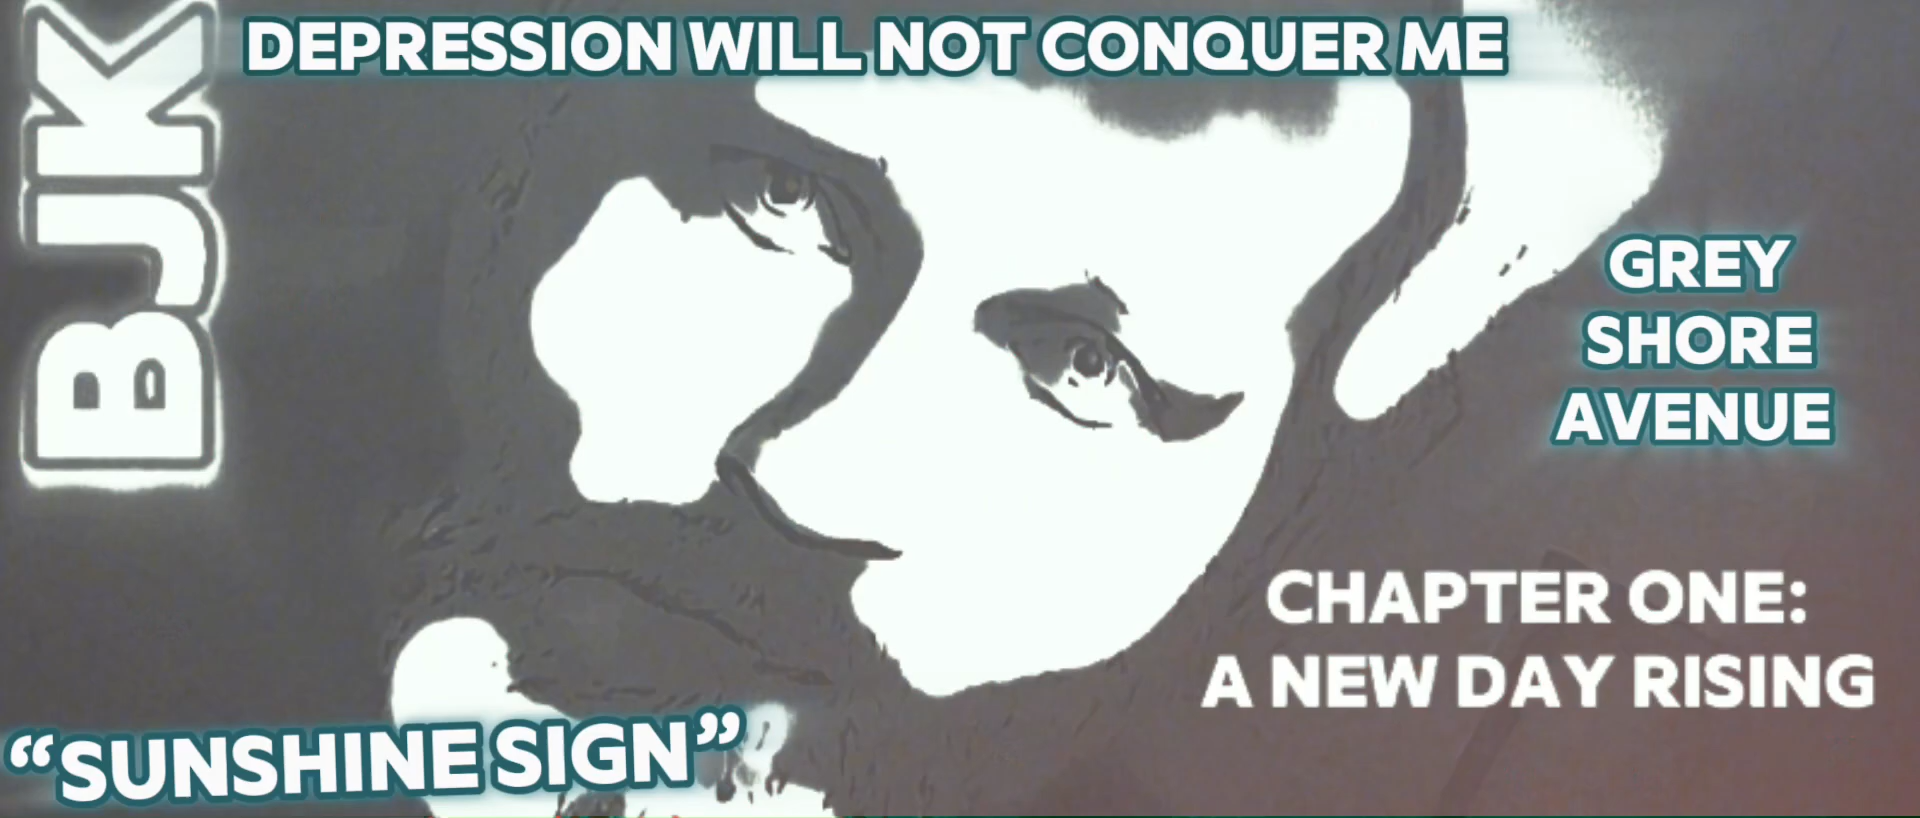 BJK
DEPRESSION WILL NOT CONQUER ME
GREY
SHORE
AVENUE
CHAPTER ONE:
A NEW DAY RISING
“SUNSHINE SIGN”